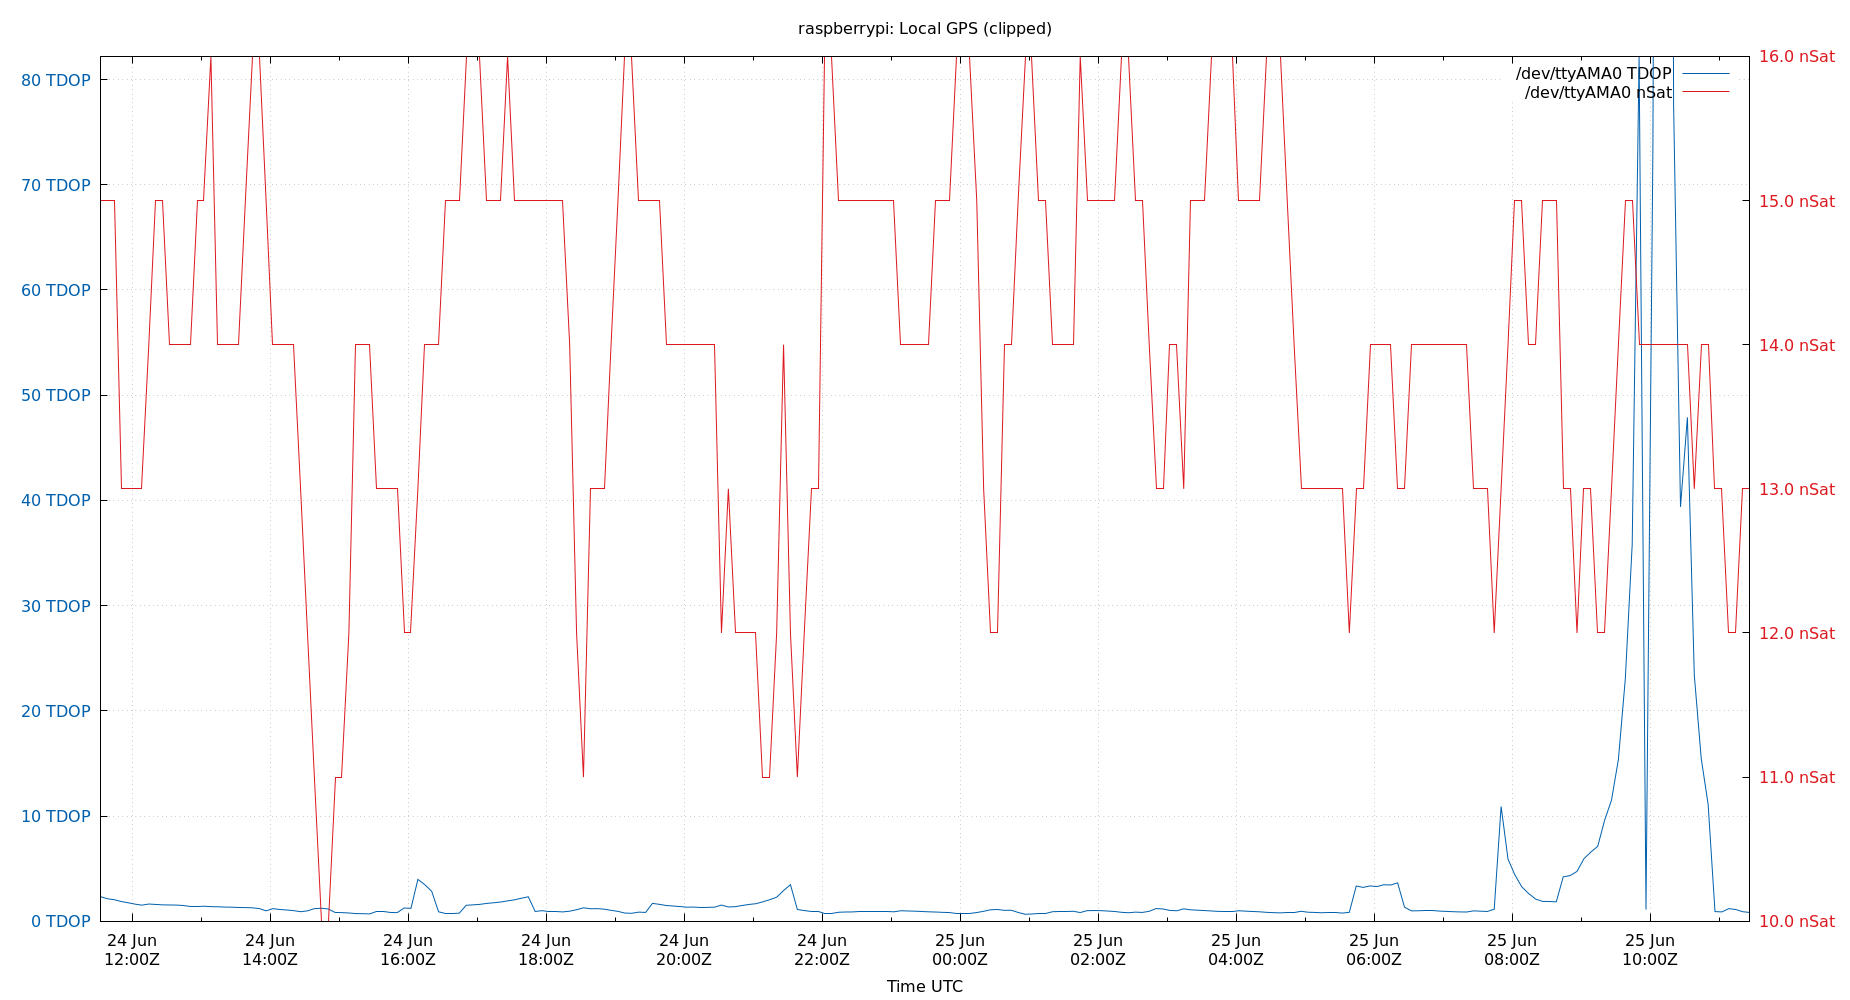 raspberrypi: Local GPS (clipped)
/dev/ttyAMA0 TDOP
/dev/ttyAMA0 nSat
80 TDOP
70 TDOP
60 TDOP
50 TDOP
40 TDOP
30 TDOP
20 TDOP
10 TDOP
0 TDOP
16.0 nSat
15.0 nSat
14.0 nSat
13.0 nSat
12.0 nSat
11.0 nSat
10.0 nSat
24 Jun 24 Jun 24 Jun 24 Jun 24 Jun 24 Jun 25 Jun 25 Jun 25 Jun 25 Jun 25 Jun 25 Jun
12:00Z 14:00Z 16:00Z 18:00Z 20:00Z 22:00Z 00:00Z 02:00Z 04:00Z 06:00Z 08:00Z 10:00Z
Time UTC